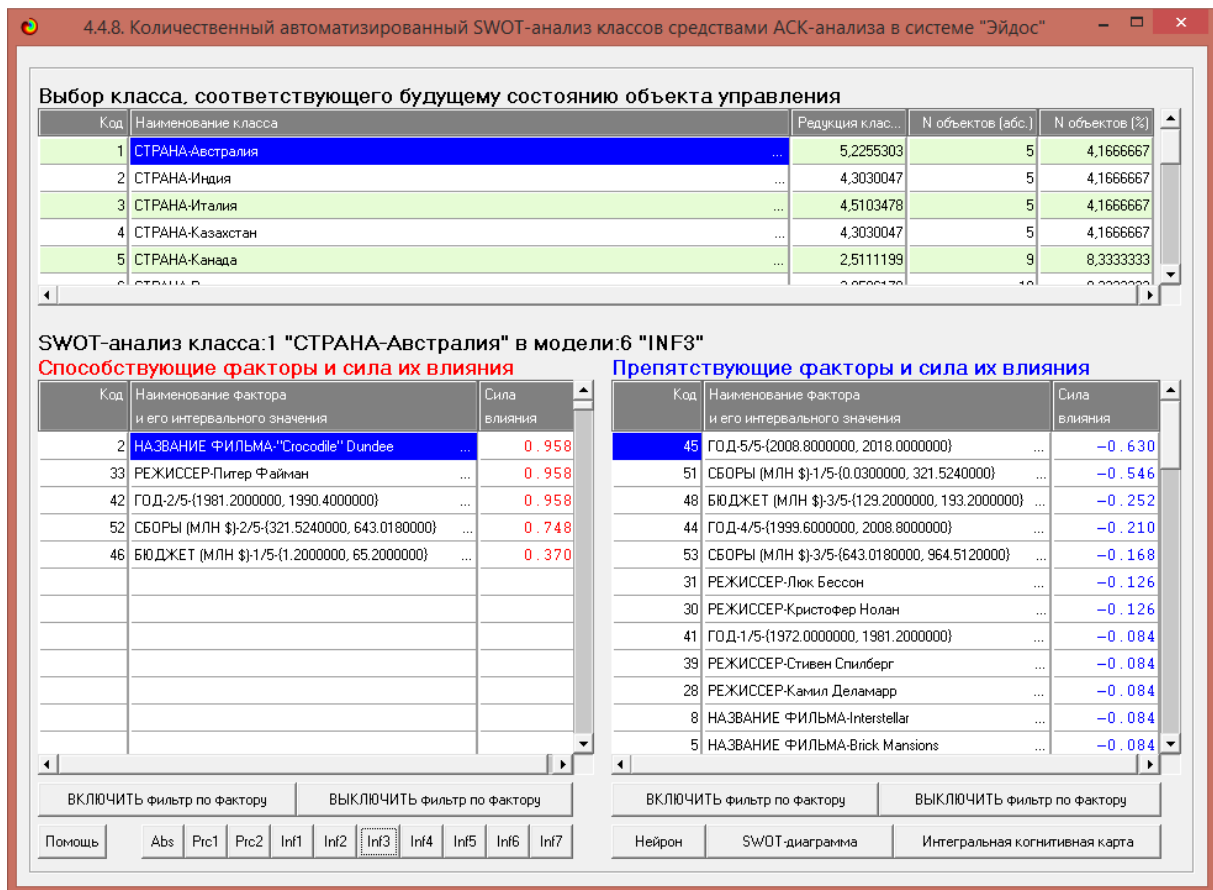 4.4.8. Количественный автоматизированный SWOT-анализ классов средствами АСК-анализа в системе "Эйдос"
Выбор класса, соответствующего будущему состоянию объекта управления
Код Наименование класса Редукция клас... N объектов (абс.) N объектов (%)
1 СТРАНА-Австралия ... 5,2255303 5 4,1666667
2 СТРАНА-Индия ... 4,3030047 5 4,1666667
3 СТРАНА-Италия ... 4,5103478 5 4,1666667
4 СТРАНА-Казахстан ... 4,3030047 5 4,1666667
5 СТРАНА-Канада ... 2,5111199 9 8,3333333
SWOT-анализ класса:1 "СТРАНА-Австралия" в модели:6 "INF3"
Способствующие факторы и сила их влияния
Код Наименование фактора и его интервального значения Сила влияния
2 НАЗВАНИЕ ФИЛЬМА-"Crocodile" Dundee ... 0.958
33 РЕЖИССЕР-Питер Файман ... 0.958
42 ГОД-2/5-{1981.2000000, 1990.4000000} ... 0.958
52 СБОРЫ (МЛН $)-2/5-{321.5240000, 643.0180000} ... 0.748
46 БЮДЖЕТ (МЛН $)-1/5-{1.2000000, 65.2000000} ... 0.370
Препятствующие факторы и сила их влияния
Код Наименование фактора и его интервального значения Сила влияния
45 ГОД-5/5-{2008.8000000, 2018.0000000} ... -0.630
51 СБОРЫ (МЛН $)-1/5-{0.0300000, 321.5240000} ... -0.546
48 БЮДЖЕТ (МЛН $)-3/5-{129.2000000, 193.2000000} ... -0.252
44 ГОД-4/5-{1999.6000000, 2008.8000000} ... -0.210
53 СБОРЫ (МЛН $)-3/5-{643.0180000, 964.5120000} ... -0.168
31 РЕЖИССЕР-Люк Бессон ... -0.126
30 РЕЖИССЕР-Кристофер Нолан ... -0.126
41 ГОД-1/5-{1972.0000000, 1981.2000000} ... -0.084
39 РЕЖИССЕР-Стивен Спилберг ... -0.084
28 РЕЖИССЕР-Камил Деламарр ... -0.084
8 НАЗВАНИЕ ФИЛЬМА-Interstellar ... -0.084
5 НАЗВАНИЕ ФИЛЬМА-Brick Mansions ... -0.084
ВКЛЮЧИТЬ фильтр по фактору ВЫКЛЮЧИТЬ фильтр по фактору ВКЛЮЧИТЬ фильтр по фактору ВЫКЛЮЧИТЬ фильтр по фактору
Помощь Abs Prc1 Prc2 Inf1 Inf2 Inf3 Inf4 Inf5 Inf6 Inf7 Нейрон SWOT-диаграмма Интегральная когнитивная карта